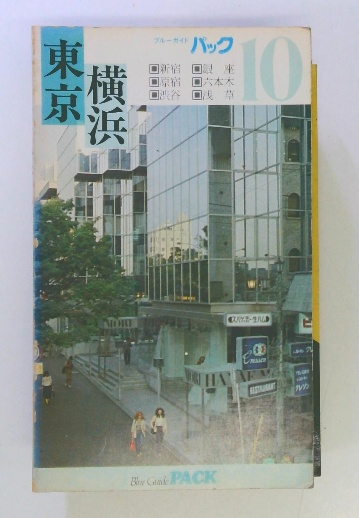 ブルーガイド パック
東京
横浜
10
■新宿 ■銀座
■原宿 ■六本木
■渋谷 ■浅草
RESTAURANT
Blue Guide PACK